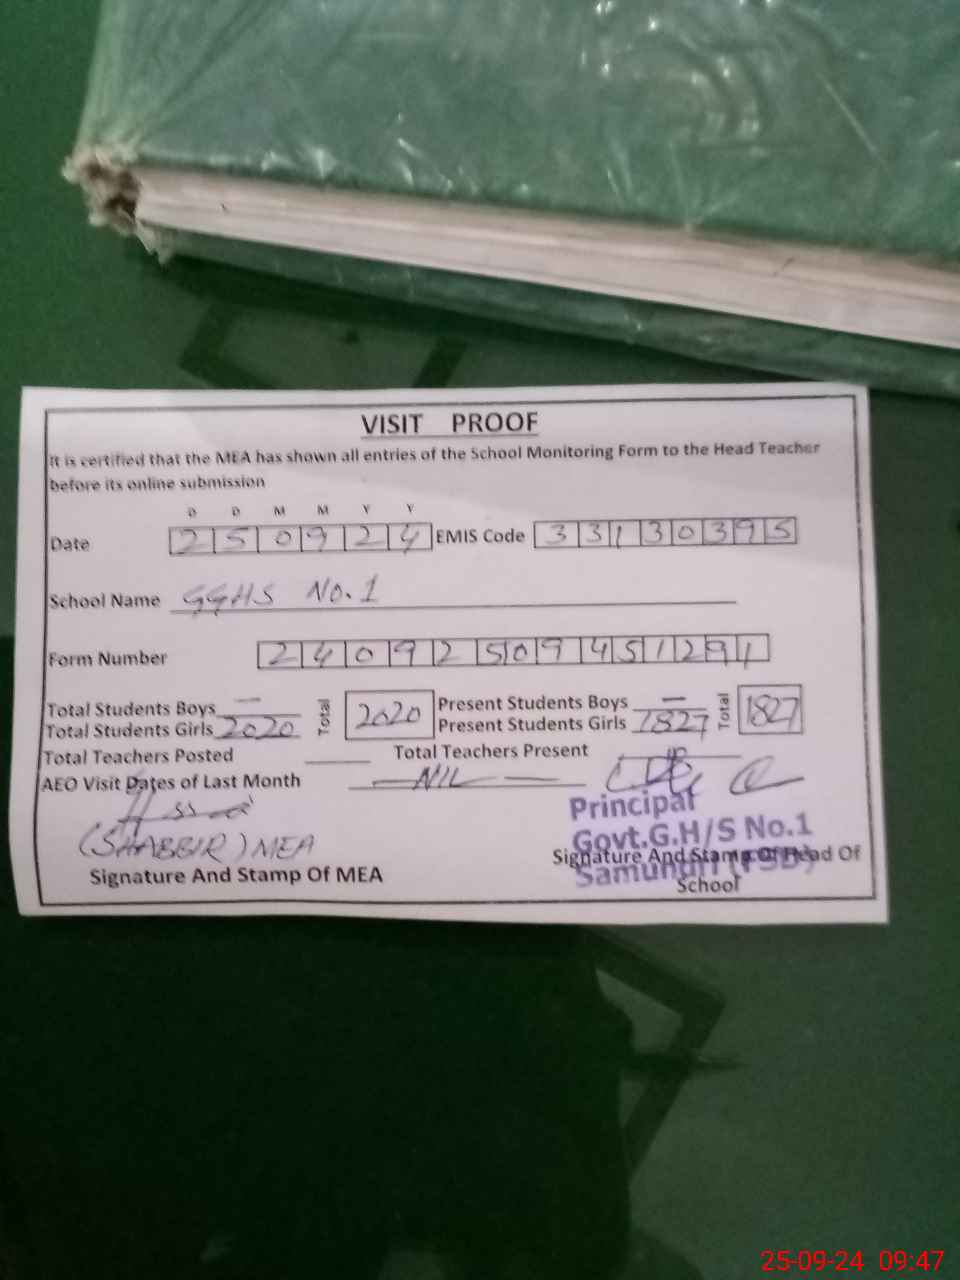 VISIT PROOF
It is certified that the MEA has shown all entries of the School Monitoring Form to the Head Teacher
before its online submission
D D M M Y Y
Date 2 5 0 9 2 4 EMIS Code 3 3 1 3 0 3 9 5
School Name GGHS No.1
Form Number 2 4 0 9 2 5 0 9 4 5 1 2 9 1
Total Students Boys — Total 2020 Present Students Boys — Total 1827
Total Students Girls 2020 Present Students Girls 1827
Total Teachers Posted Total Teachers Present
AEO Visit Dates of Last Month — NIL —
Principal
Govt.G.H/S No.1
Samundri (FSD)
(SHABBIR) MEA
Signature And Stamp Of MEA
Signature And Stamp Of Head Of
School
25-09-24 09:47